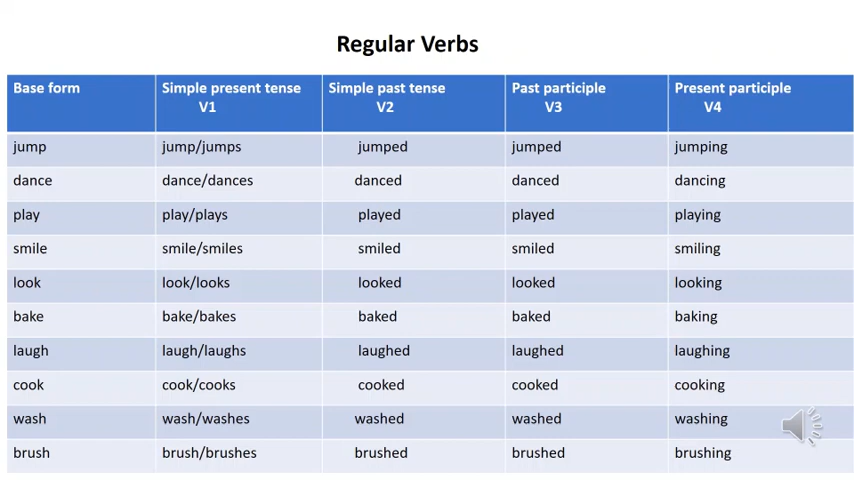 Regular Verbs
Base form Simple present tense Simple past tense Past participle Present participle
V1 V2 V3 V4
jump jump/jumps jumped jumped jumping
dance dance/dances danced danced dancing
play play/plays played played playing
smile smile/smiles smiled smiled smiling
look look/looks looked looked looking
bake bake/bakes baked baked baking
laugh laugh/laughs laughed laughed laughing
cook cook/cooks cooked cooked cooking
wash wash/washes washed washed washing
brush brush/brushes brushed brushed brushing